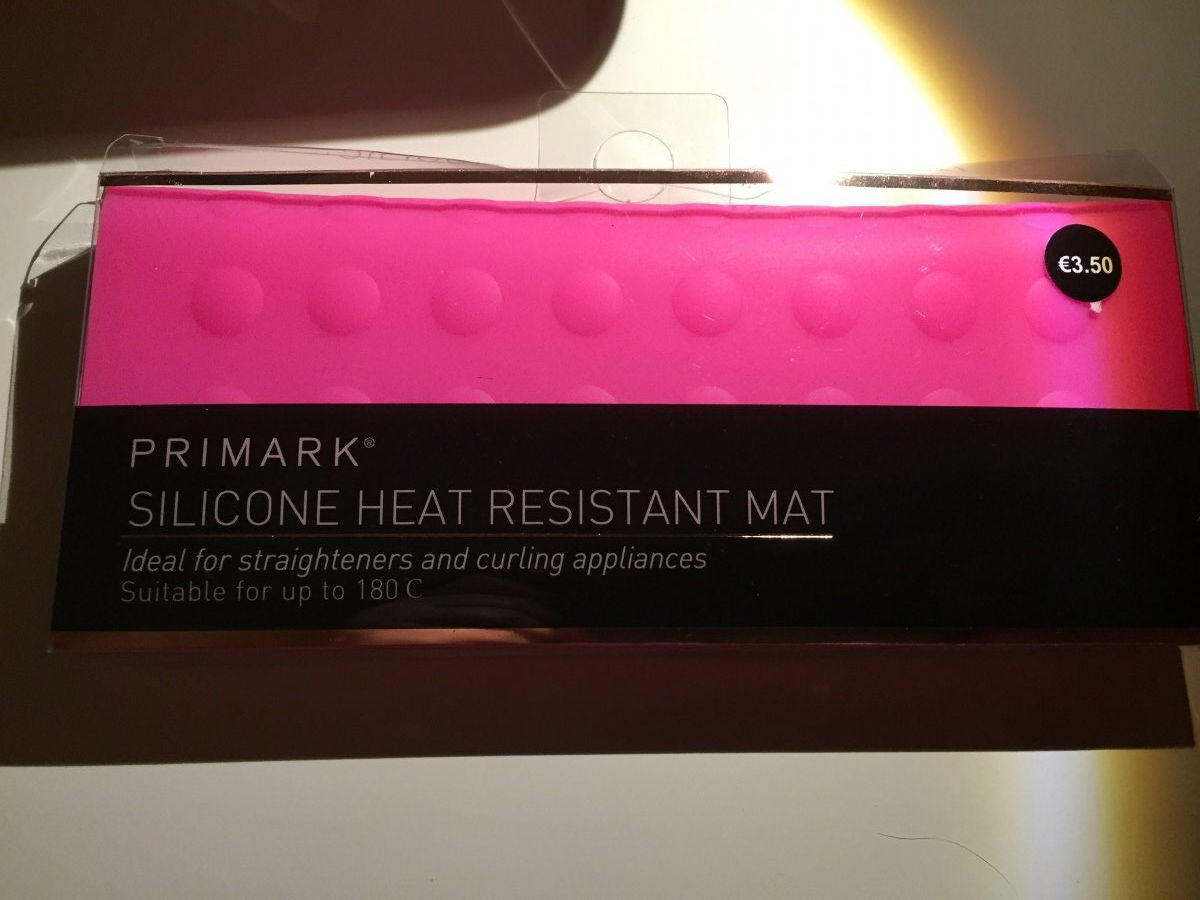 €3.50
PRIMARK®
SILICONE HEAT RESISTANT MAT
Ideal for straighteners and curling appliances
Suitable for up to 180 C